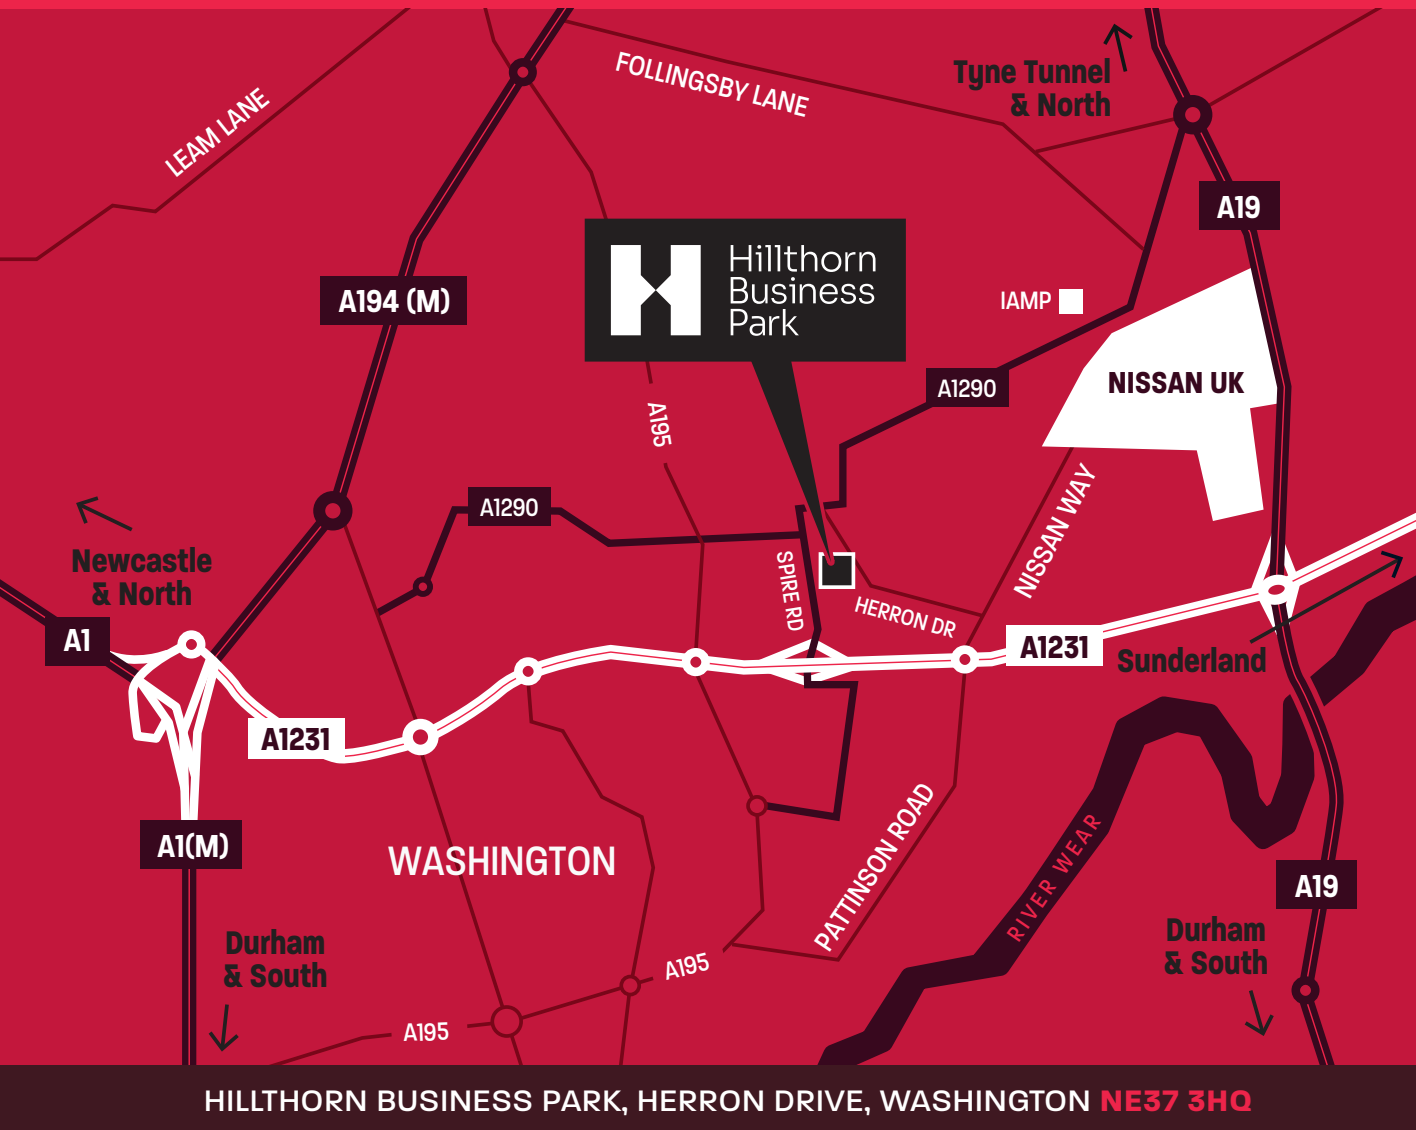 FOLLINGSBY LANE
Tyne Tunnel
& North
LEAM LANE
A19
A194 (M)
Hillthorn
Business
Park
IAMP
A1290
NISSAN UK
A195
A1290
NISSAN WAY
Newcastle
& North
SPIRE RD
HERRON DR
A1
A1231
Sunderland
A1231
A1(M)
WASHINGTON
PATTINSON ROAD
RIVER WEAR
A19
Durham
& South
Durham
& South
A195
A195
HILLTHORN BUSINESS PARK, HERRON DRIVE, WASHINGTON NE37 3HQ